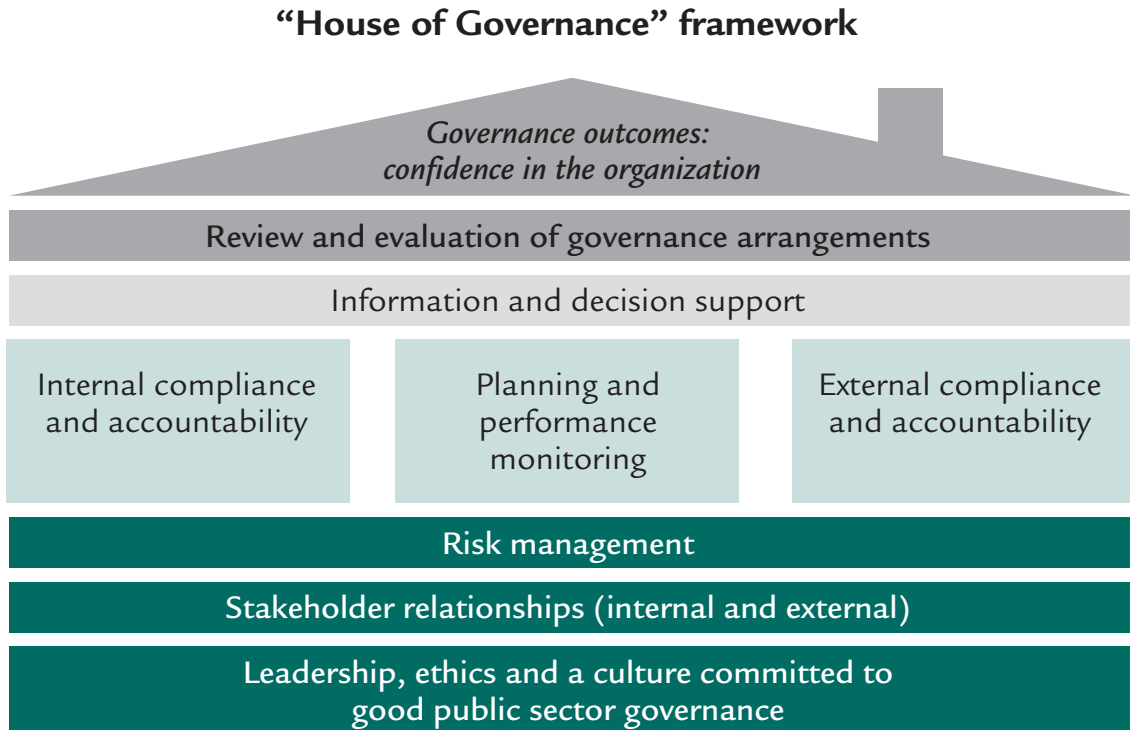 “House of Governance” framework
Governance outcomes:
confidence in the organization
Review and evaluation of governance arrangements
Information and decision support
Internal compliance
and accountability
Planning and
performance
monitoring
External compliance
and accountability
Risk management
Stakeholder relationships (internal and external)
Leadership, ethics and a culture committed to
good public sector governance